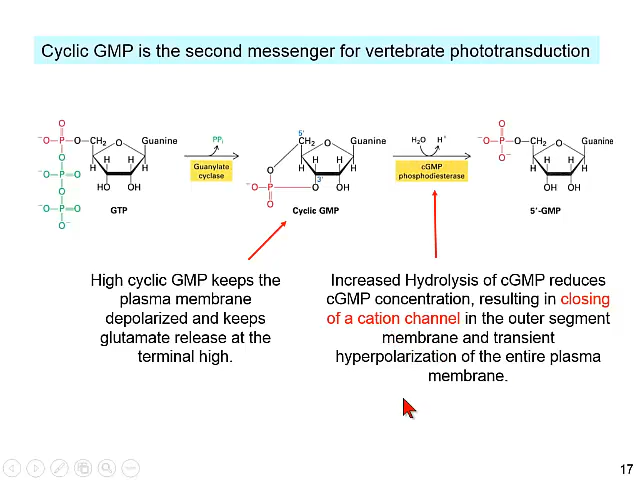 Cyclic GMP is the second messenger for vertebrate phototransduction
O
⁻O—P—O—CH₂ O Guanine
O
H H H H
⁻O—P=O
HO OH
O
⁻O—P=O
O⁻
GTP
PPᵢ
Guanylate
cyclase
5'
CH₂ O Guanine
O
H H H H
3'
⁻O—P—O OH
O
Cyclic GMP
H₂O H⁺
cGMP
phosphodiesterase
O
⁻O—P—O—CH₂ O Guanine
O⁻
H H H H
OH OH
5'-GMP
High cyclic GMP keeps the
plasma membrane
depolarized and keeps
glutamate release at the
terminal high.
Increased Hydrolysis of cGMP reduces
cGMP concentration, resulting in closing
of a cation channel in the outer segment
membrane and transient
hyperpolarization of the entire plasma
membrane.
17